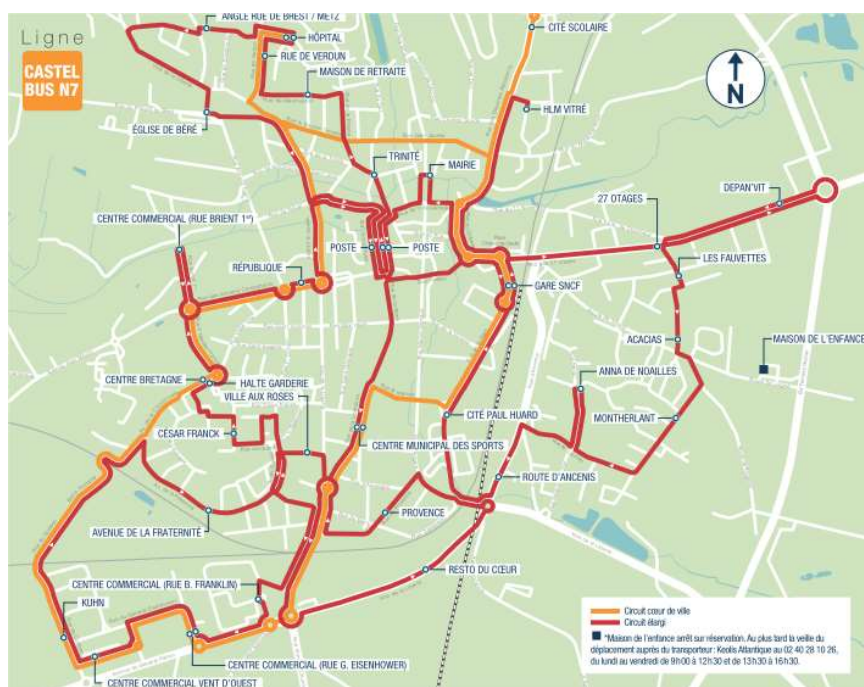 Ligne
CASTEL
BUS N7
ANGLE RUE DE BREST / METZ
HÔPITAL
RUE DE VERDUN
MAISON DE RETRAITE
CITÉ SCOLAIRE
N
HLM VITRÉ
ÉGLISE DE BÉRÉ
TRINITÉ
MAIRIE
DEPAN'VIT
27 OTAGES
CENTRE COMMERCIAL (RUE BRIENT 1er)
POSTE
POSTE
LES FAUVETTES
RÉPUBLIQUE
GARE SNCF
ACACIAS
MAISON DE L'ENFANCE
CENTRE BRETAGNE
HALTE GARDERIE
ANNA DE NOAILLES
VILLE AUX ROSES
CITÉ PAUL HUARD
MONTHERLANT
CÉSAR FRANCK
CENTRE MUNICIPAL DES SPORTS
ROUTE D'ANCENIS
PROVENCE
AVENUE DE LA FRATERNITÉ
RESTO DU CŒUR
CENTRE COMMERCIAL (RUE B. FRANKLIN)
KUHN
CENTRE COMMERCIAL (RUE G. EISENHOWER)
CENTRE COMMERCIAL VENT D'OUEST
Circuit cœur de ville
Circuit élargi
*Maison de l'enfance arrêt sur réservation. Au plus tard la veille du
déplacement auprès du transporteur : Keolis Atlantique au 02 40 28 10 26,
du lundi au vendredi de 9h00 à 12h30 et de 13h30 à 16h30.